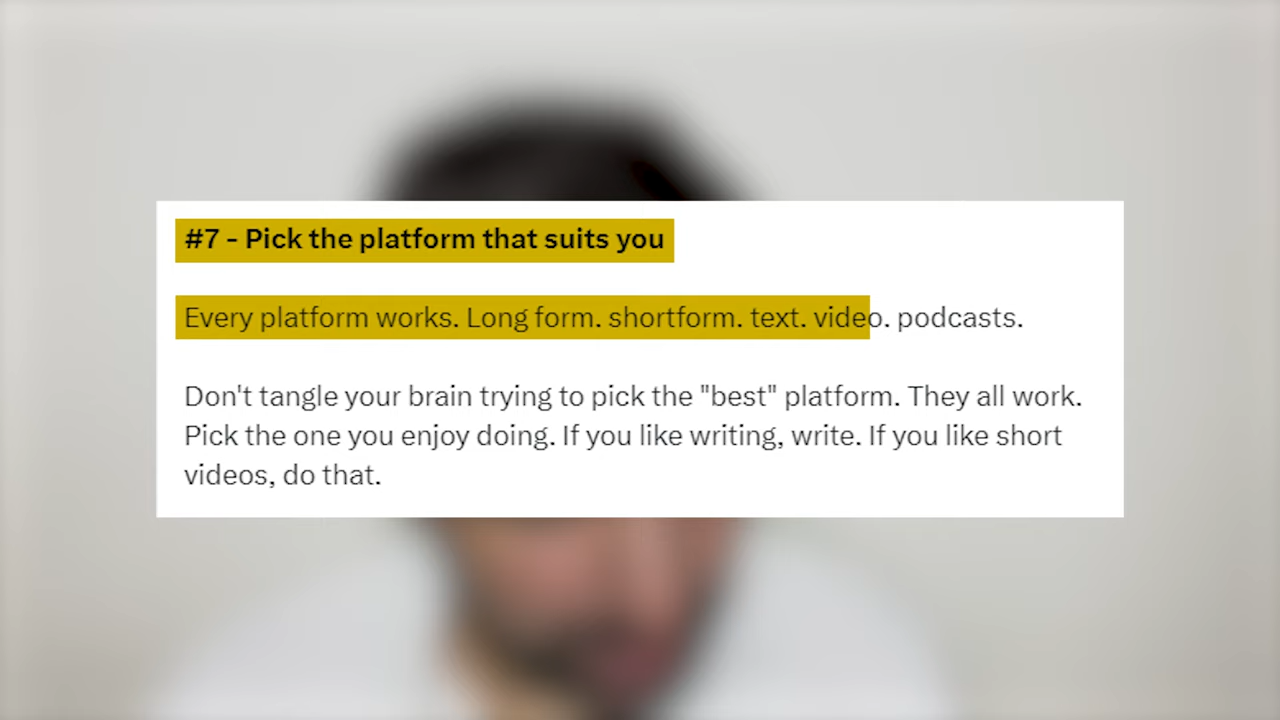 #7 - Pick the platform that suits you
Every platform works. Long form. shortform. text. video. podcasts.
Don't tangle your brain trying to pick the "best" platform. They all work.
Pick the one you enjoy doing. If you like writing, write. If you like short
videos, do that.